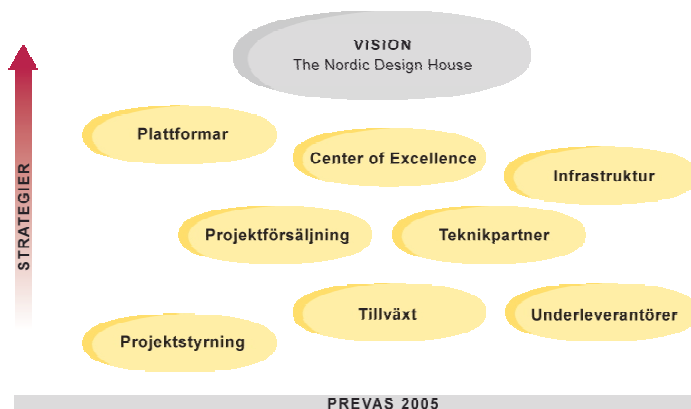 VISION
The Nordic Design House
Plattformar
Center of Excellence
Infrastruktur
Projektförsäljning
Teknikpartner
Tillväxt
Underleverantörer
Projektstyrning
STRATEGIER
PREVAS 2005